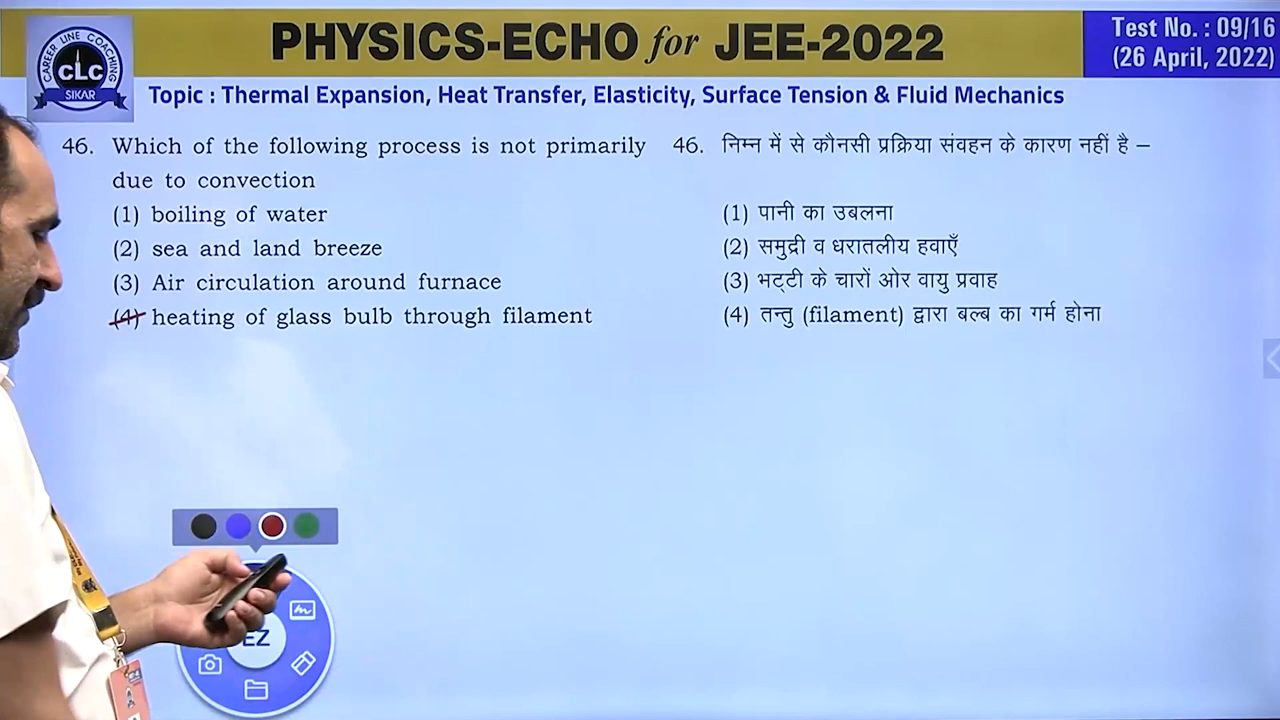 PHYSICS-ECHO for JEE-2022
Test No. : 09/16
(26 April, 2022)
CAREER LINE COACHING
CLC
SIKAR
Topic : Thermal Expansion, Heat Transfer, Elasticity, Surface Tension & Fluid Mechanics
46. Which of the following process is not primarily
due to convection
(1) boiling of water
(2) sea and land breeze
(3) Air circulation around furnace
(4) heating of glass bulb through filament
46. निम्न में से कौनसी प्रक्रिया संवहन के कारण नहीं है –
(1) पानी का उबलना
(2) समुद्री व धरातलीय हवाएँ
(3) भट्टी के चारों ओर वायु प्रवाह
(4) तन्तु (filament) द्वारा बल्ब का गर्म होना
EZ